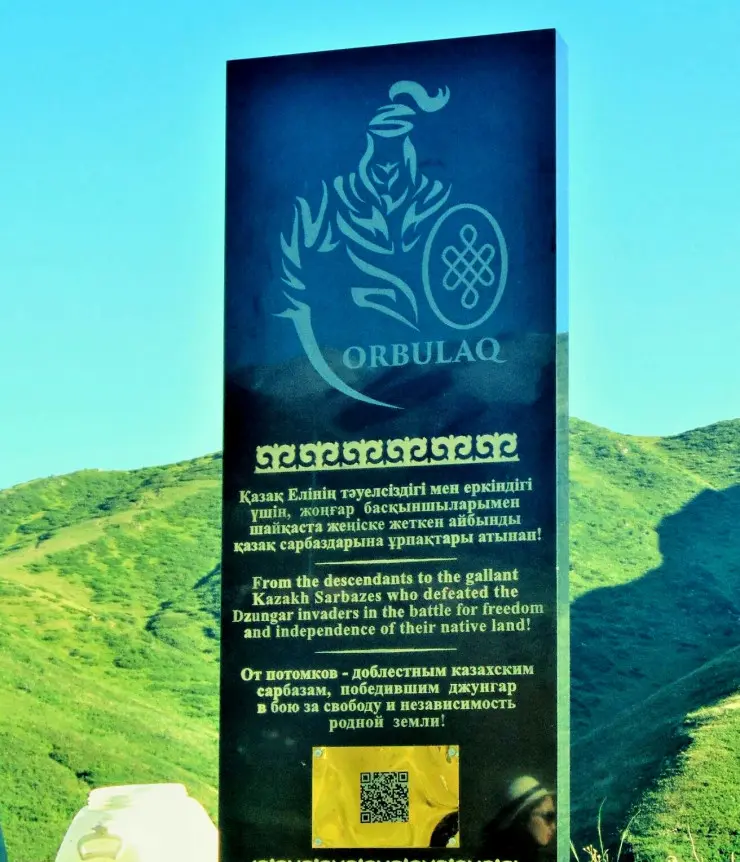 ORBULAQ
Қазақ Елінің тәуелсіздігі мен еркіндігі
үшін, жоңғар басқыншыларымен
шайқаста жеңіске жеткен айбынды
қазақ сарбаздарына ұрпақтары атынан!
From the descendants to the gallant
Kazakh Sarbazes who defeated the
Dzungar invaders in the battle for freedom
and independence of their native land!
От потомков - доблестным казахским
сарбазам, победившим джунгар
в бою за свободу и независимость
родной земли!